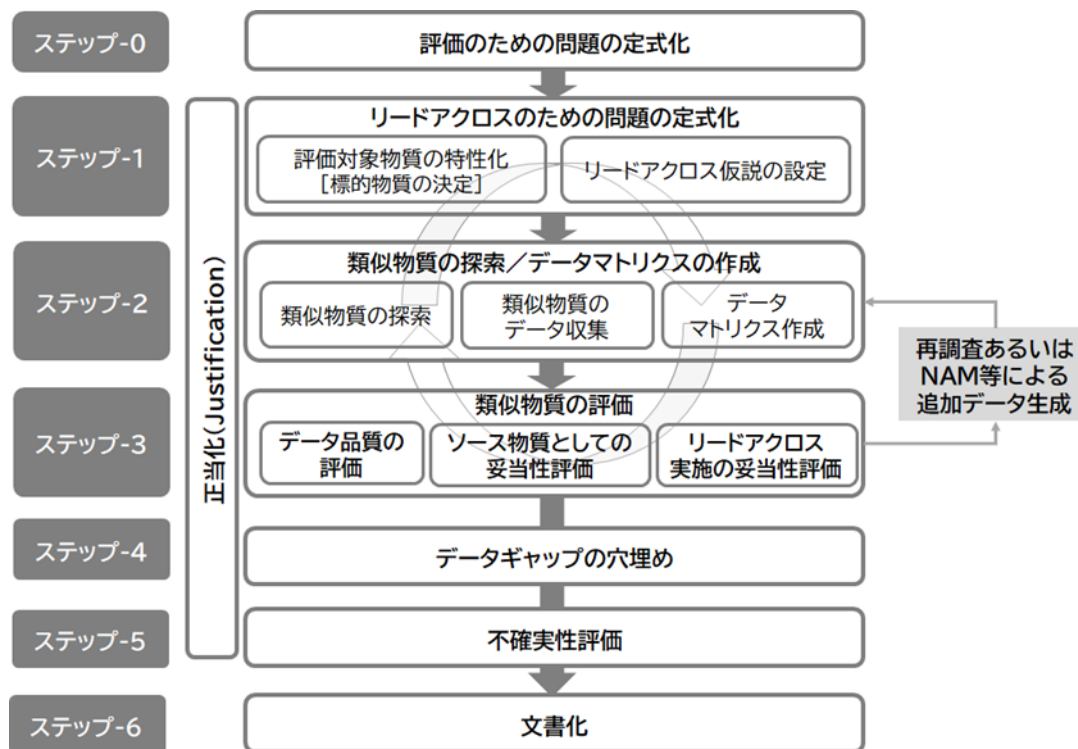 ステップ-0
評価のための問題の定式化
ステップ-1
リードアクロスのための問題の定式化
評価対象物質の特性化
[標的物質の決定]
リードアクロス仮説の設定
正当化(Justification)
ステップ-2
類似物質の探索／データマトリクスの作成
類似物質の探索
類似物質の
データ収集
データ
マトリクス作成
再調査あるいは
NAM等による
追加データ生成
ステップ-3
類似物質の評価
データ品質の
評価
ソース物質としての
妥当性評価
リードアクロス
実施の妥当性評価
ステップ-4
データギャップの穴埋め
ステップ-5
不確実性評価
ステップ-6
文書化